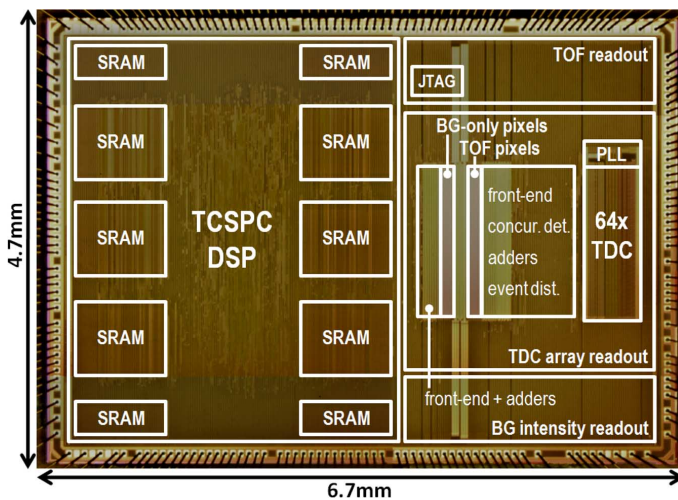 SRAM
SRAM
SRAM
SRAM
SRAM
SRAM
SRAM
SRAM
SRAM
SRAM
TCSPC
DSP
TOF readout
JTAG
BG-only pixels
TOF pixels
PLL
front-end
concur. det.
adders
event dist.
64x
TDC
TDC array readout
front-end + adders
BG intensity readout
4.7mm
6.7mm